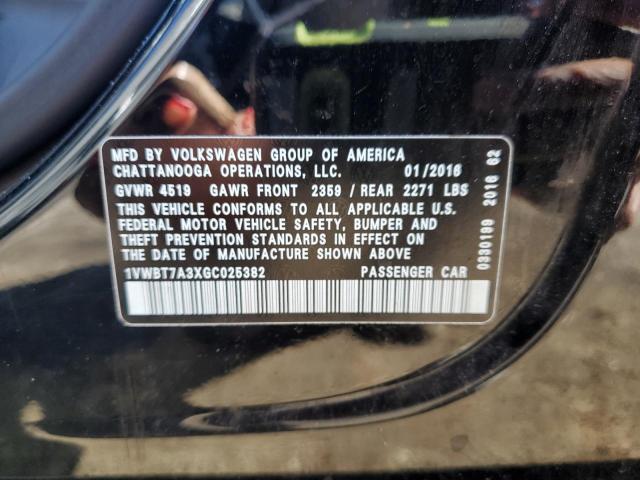 MFD BY VOLKSWAGEN GROUP OF AMERICA
CHATTANOOGA OPERATIONS, LLC. 01/2016
GVWR 4519 GAWR FRONT 2359 / REAR 2271 LBS
THIS VEHICLE CONFORMS TO ALL APPLICABLE U.S.
FEDERAL MOTOR VEHICLE SAFETY, BUMPER AND
THEFT PREVENTION STANDARDS IN EFFECT ON
THE DATE OF MANUFACTURE SHOWN ABOVE
1VWBT7A3XGC025382 PASSENGER CAR
0330199 2016 62